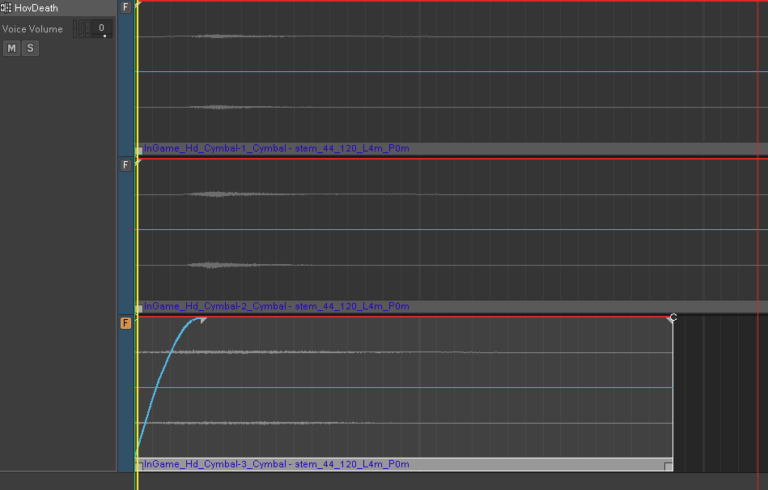 HovDeath
F
Voice Volume
0
M S
InGame_Hd_Cymbal-1_Cymbal - stem_44_120_L4m_P0m
F
InGame_Hd_Cymbal-2_Cymbal - stem_44_120_L4m_P0m
F
C
InGame_Hd_Cymbal-3_Cymbal - stem_44_120_L4m_P0m